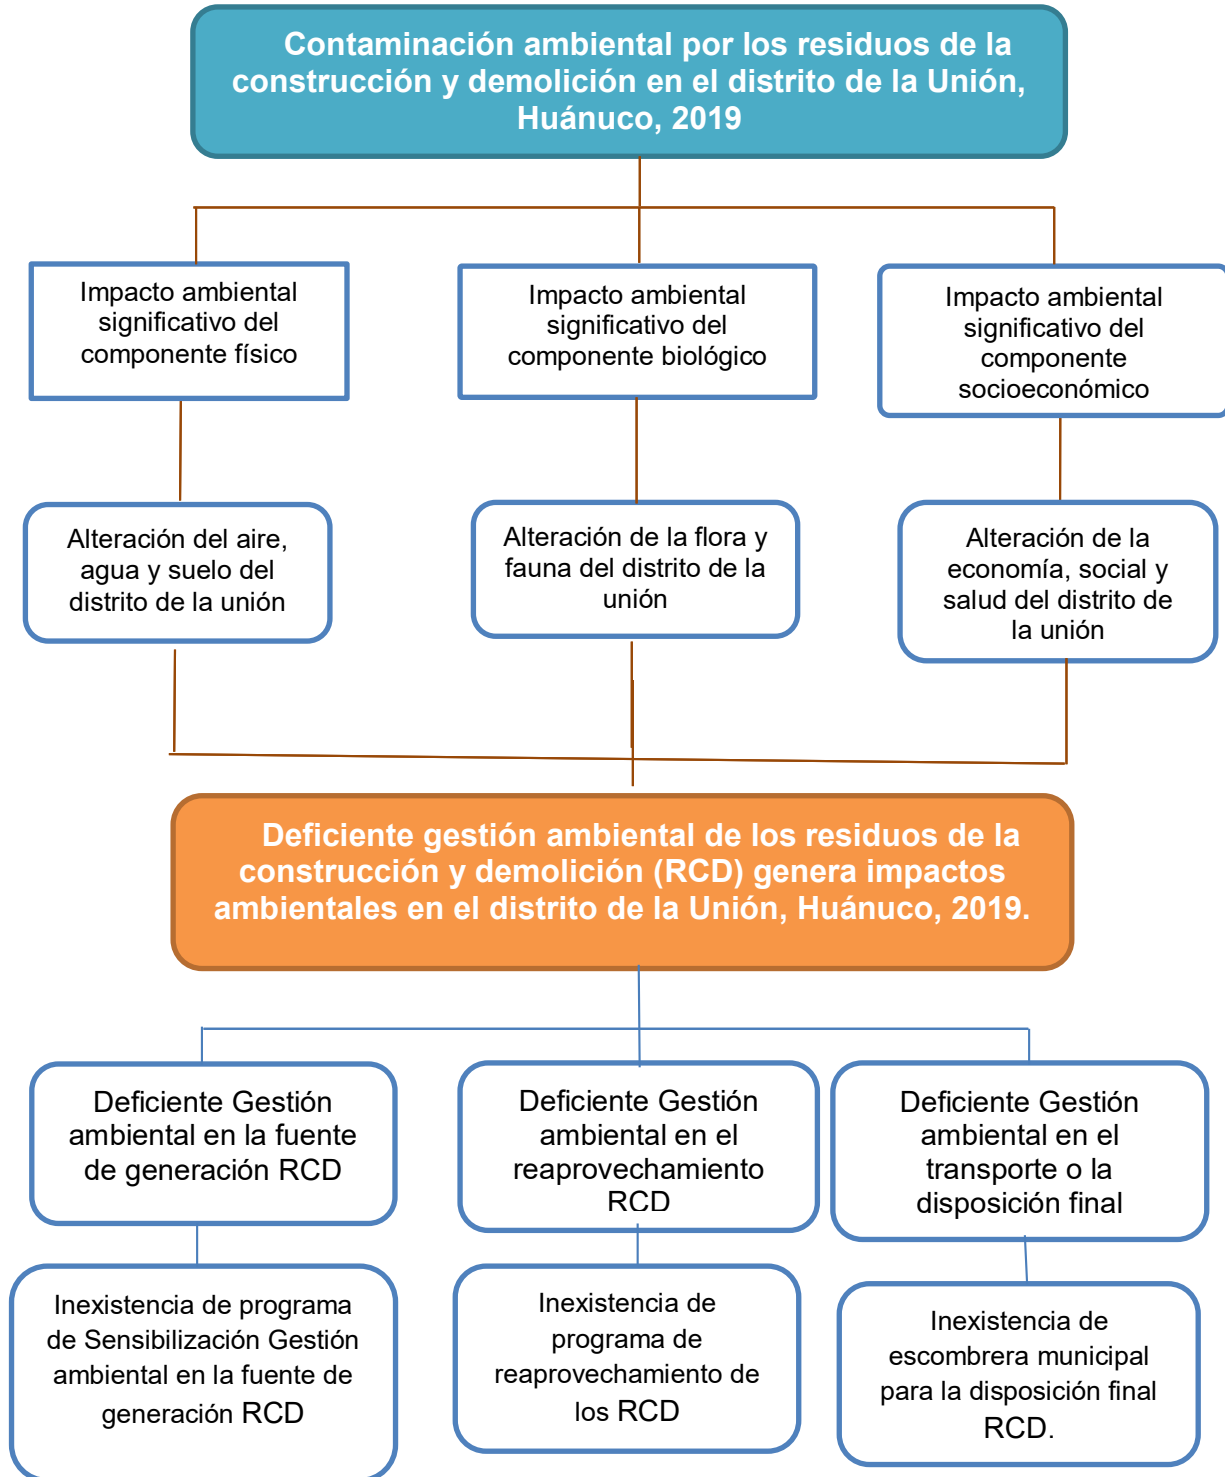 Contaminación ambiental por los residuos de la
construcción y demolición en el distrito de la Unión,
Huánuco, 2019
Impacto ambiental
significativo del
componente físico
Impacto ambiental
significativo del
componente biológico
Impacto ambiental
significativo del
componente
socioeconómico
Alteración del aire,
agua y suelo del
distrito de la unión
Alteración de la flora y
fauna del distrito de la
unión
Alteración de la
economía, social y
salud del distrito de
la unión
Deficiente gestión ambiental de los residuos de la
construcción y demolición (RCD) genera impactos
ambientales en el distrito de la Unión, Huánuco, 2019.
Deficiente Gestión
ambiental en la fuente
de generación RCD
Deficiente Gestión
ambiental en el
reaprovechamiento
RCD
Deficiente Gestión
ambiental en el
transporte o la
disposición final
Inexistencia de programa
de Sensibilización Gestión
ambiental en la fuente de
generación RCD
Inexistencia de
programa de
reaprovechamiento de
los RCD
Inexistencia de
escombrera municipal
para la disposición final
RCD.